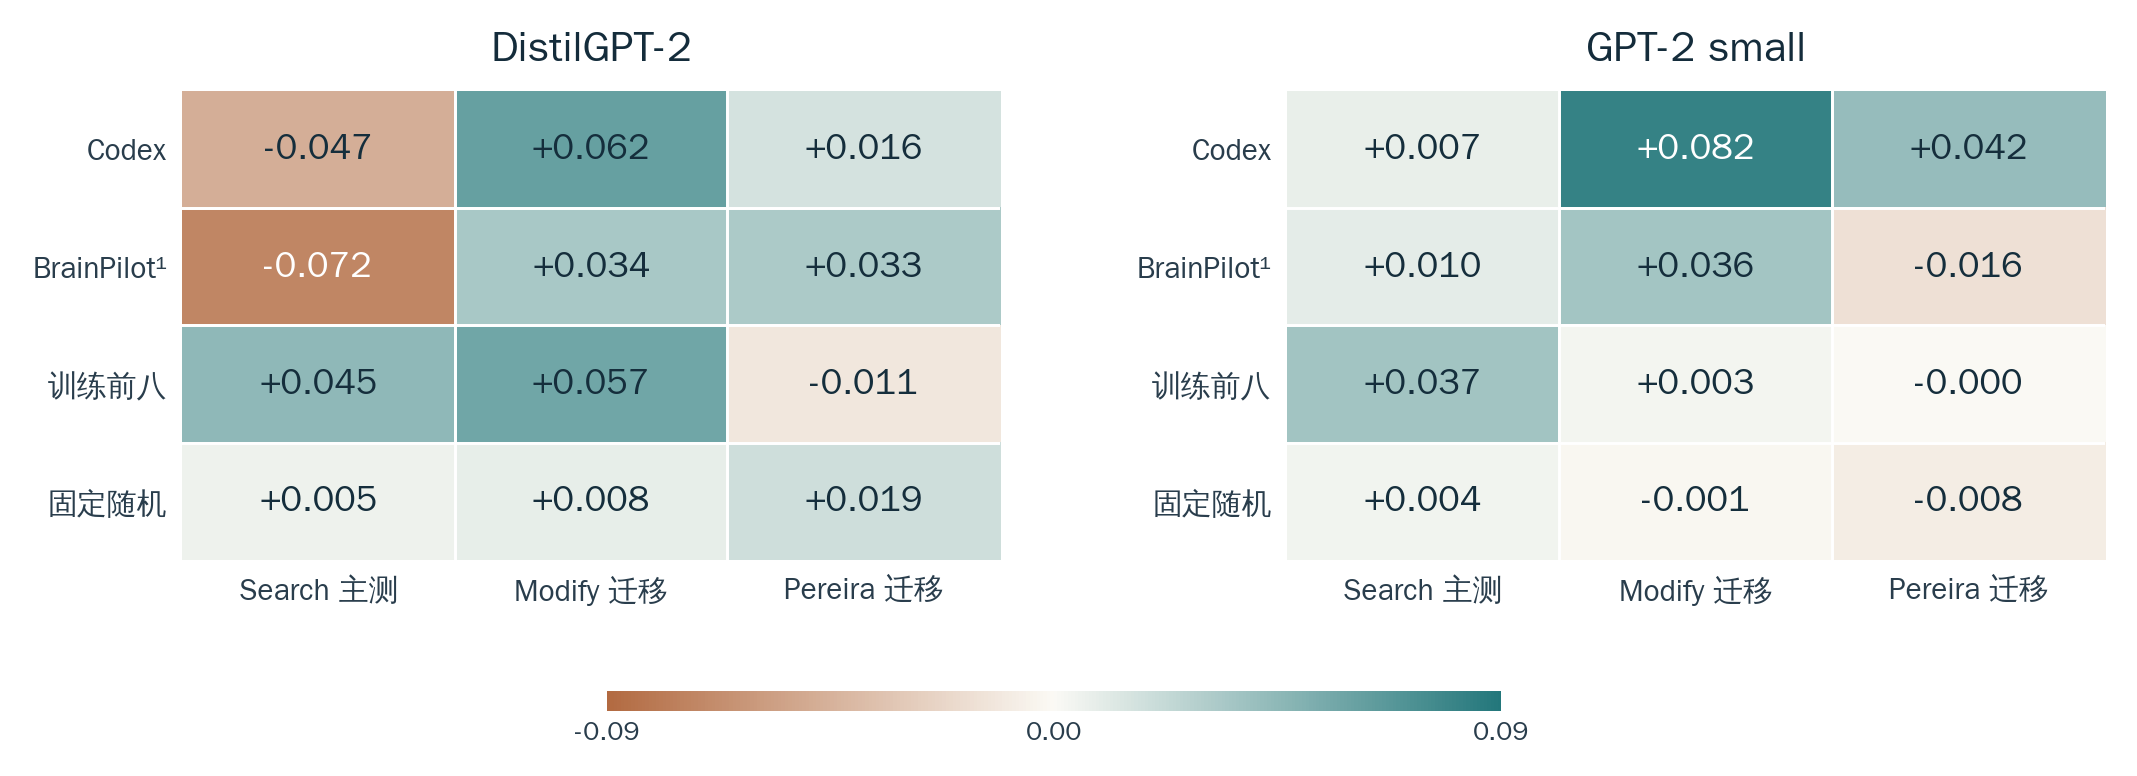 DistilGPT-2
Codex -0.047 +0.062 +0.016
BrainPilot¹ -0.072 +0.034 +0.033
训练前八 +0.045 +0.057 -0.011
固定随机 +0.005 +0.008 +0.019
Search 主测 Modify 迁移 Pereira 迁移
GPT-2 small
Codex +0.007 +0.082 +0.042
BrainPilot¹ +0.010 +0.036 -0.016
训练前八 +0.037 +0.003 -0.000
固定随机 +0.004 -0.001 -0.008
Search 主测 Modify 迁移 Pereira 迁移
-0.09 0.00 0.09